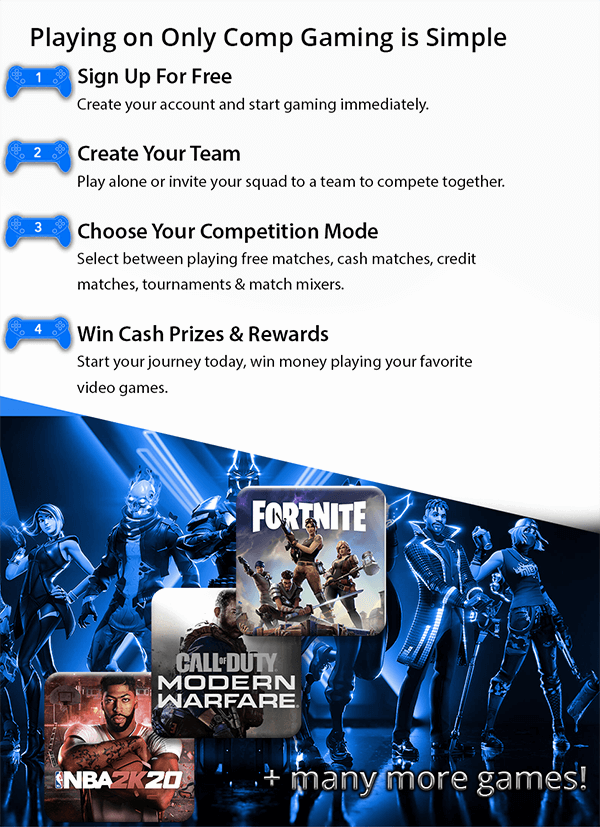 Playing on Only Comp Gaming is Simple
1
Sign Up For Free
Create your account and start gaming immediately.
2
Create Your Team
Play alone or invite your squad to a team to compete together.
3
Choose Your Competition Mode
Select between playing free matches, cash matches, credit
matches, tournaments & match mixers.
4
Win Cash Prizes & Rewards
Start your journey today, win money playing your favorite
video games.
FORTNITE
CALL OF DUTY
MODERN
WARFARE
NBA 2K20
+ many more games!